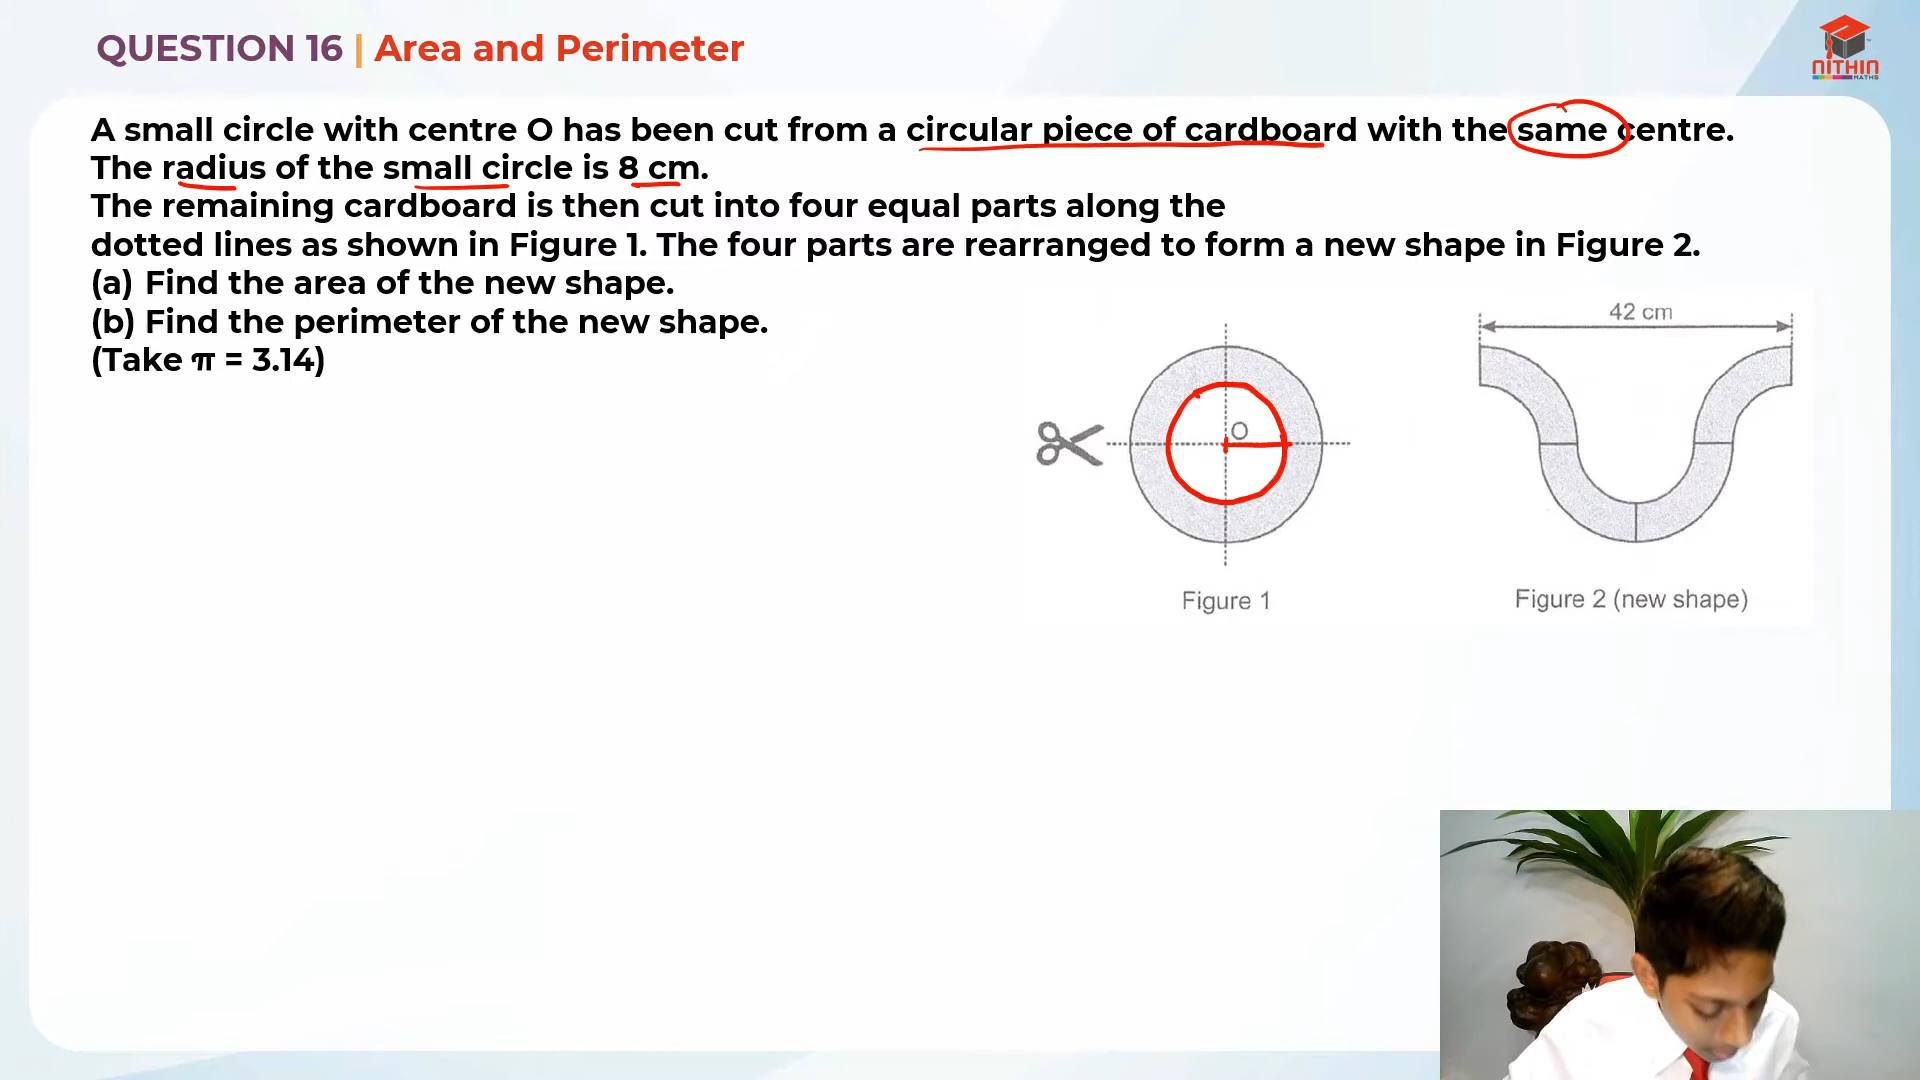 QUESTION 16 | Area and Perimeter
NITHIN
MATHS
A small circle with centre O has been cut from a circular piece of cardboard with the same centre.
The radius of the small circle is 8 cm.
The remaining cardboard is then cut into four equal parts along the
dotted lines as shown in Figure 1. The four parts are rearranged to form a new shape in Figure 2.
(a) Find the area of the new shape.
(b) Find the perimeter of the new shape.
(Take π = 3.14)
42 cm
O
Figure 1
Figure 2 (new shape)